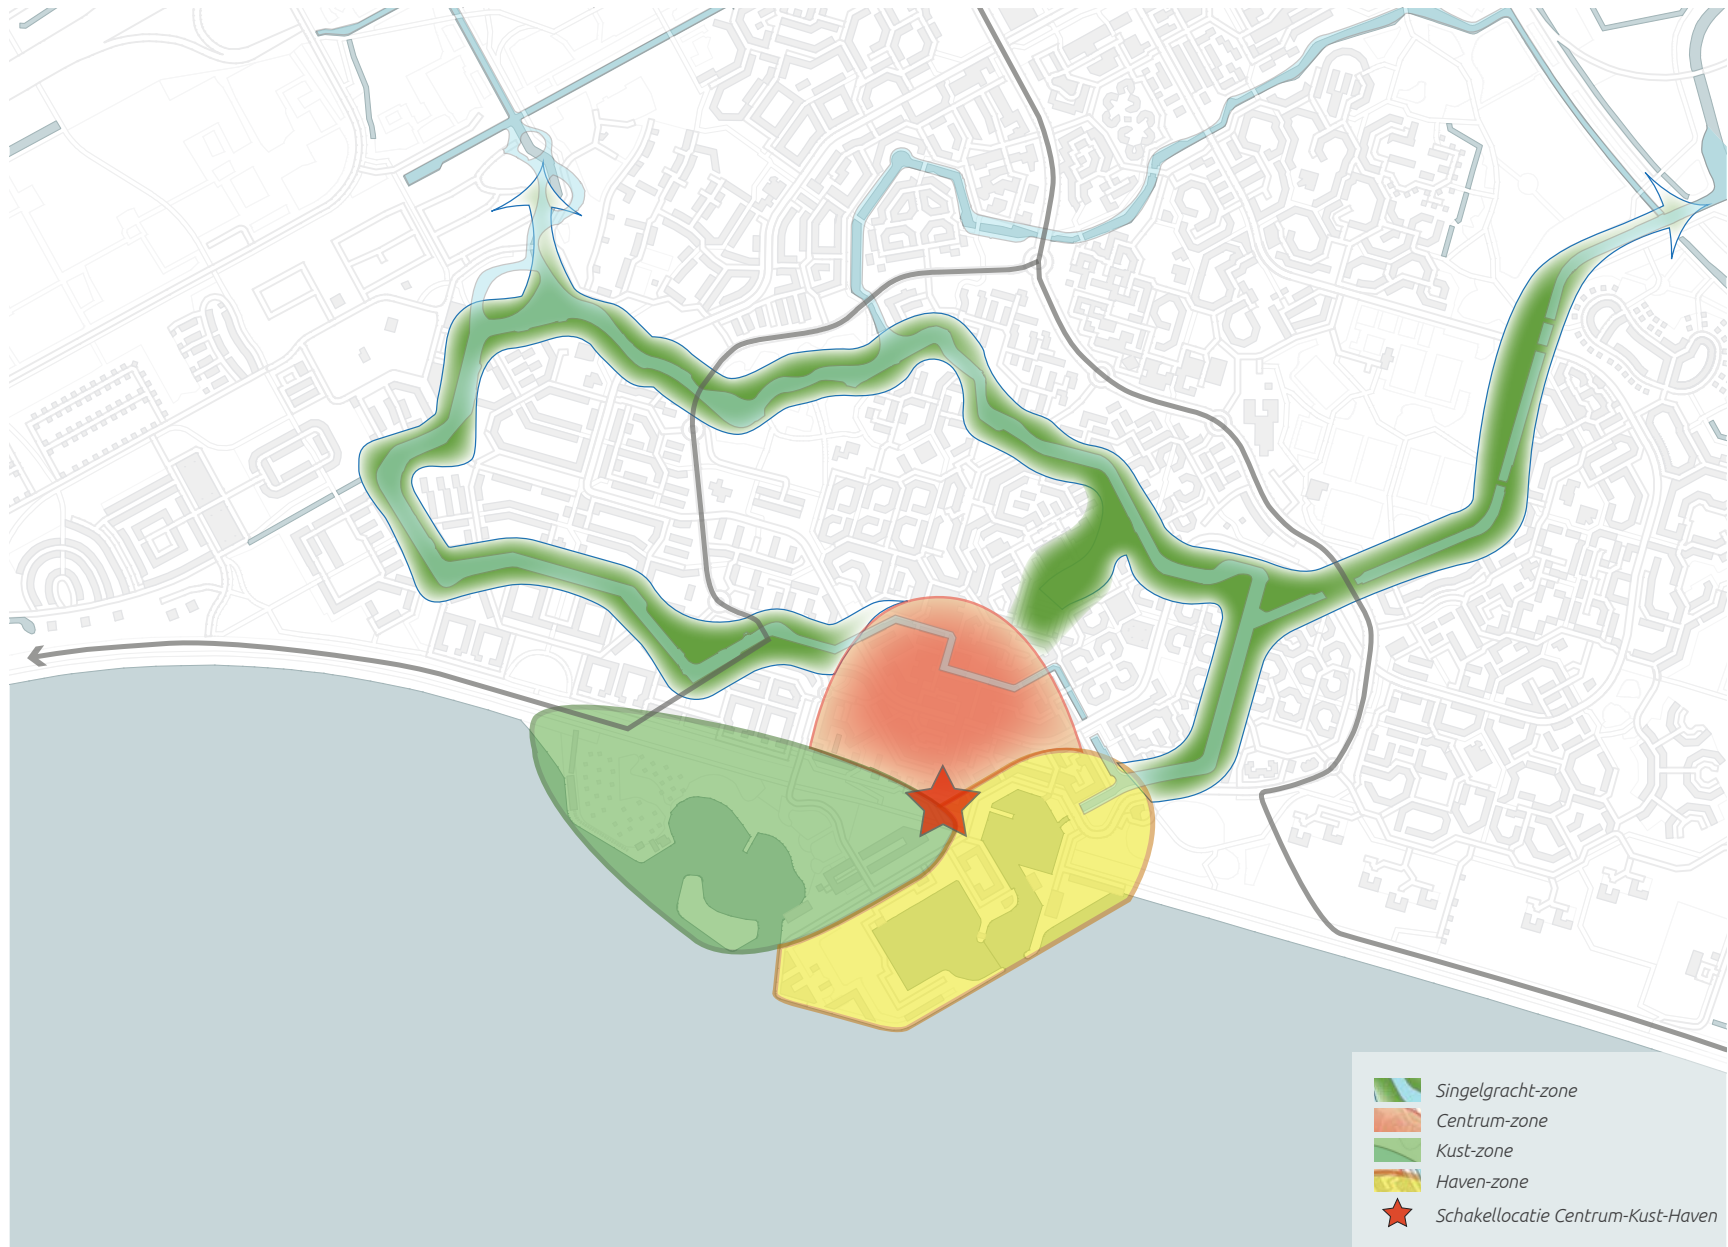 Singelgracht-zone
Centrum-zone
Kust-zone
Haven-zone
Schakellocatie Centrum-Kust-Haven